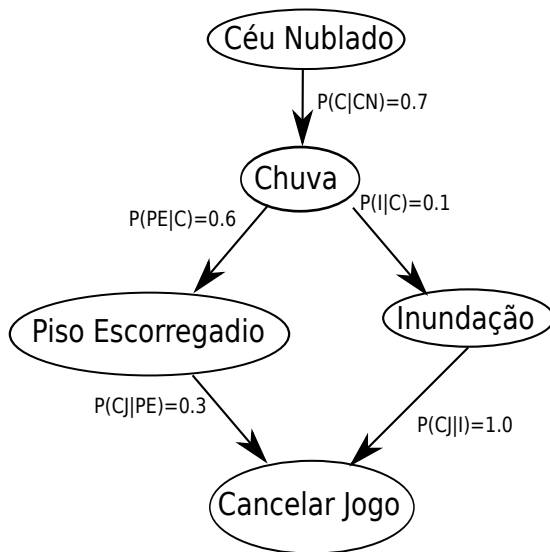 Céu Nublado
P(C|CN)=0.7
Chuva
P(PE|C)=0.6
P(I|C)=0.1
Piso Escorregadio
Inundação
P(CJ|PE)=0.3
P(CJ|I)=1.0
Cancelar Jogo